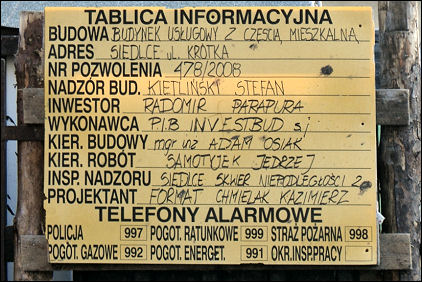 TABLICA INFORMACYJNA
BUDOWA BUDYNEK USŁUGOWY Z CZĘŚCIĄ MIESZKALNĄ
ADRES SIEDLCE ul. KRÓTKA
NR POZWOLENIA 478/2008
NADZÓR BUD. KIETLIŃSKI STEFAN
INWESTOR RADOMIR PARAPURA
WYKONAWCA P.I.B INVESTBUD s.j
KIER. BUDOWY mgr inż ADAM OSIAK
KIER. ROBÓT SAMOTYJEK JĘDRZEJ
INSP. NADZORU SIEDLCE SKWER NIEPODLEGŁOŚCI 2
PROJEKTANT FORMAT CHMIELAK KAZIMIERZ
TELEFONY ALARMOWE
POLICJA 997 POGOT. RATUNKOWE 999 STRAŻ POŻARNA 998
POGOT. GAZOWE 992 POGOT. ENERGET. 991 OKR.INSP.PRACY